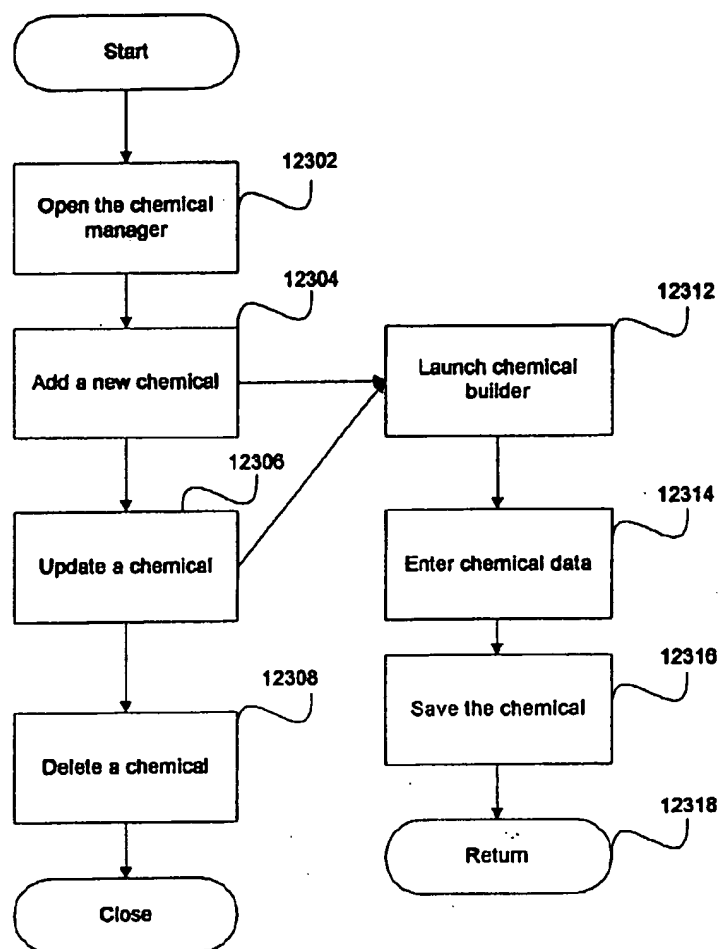 Start
12302
Open the chemical
manager
12304
Add a new chemical
12306
Update a chemical
12308
Delete a chemical
Close
12312
Launch chemical
builder
12314
Enter chemical data
12316
Save the chemical
12318
Return